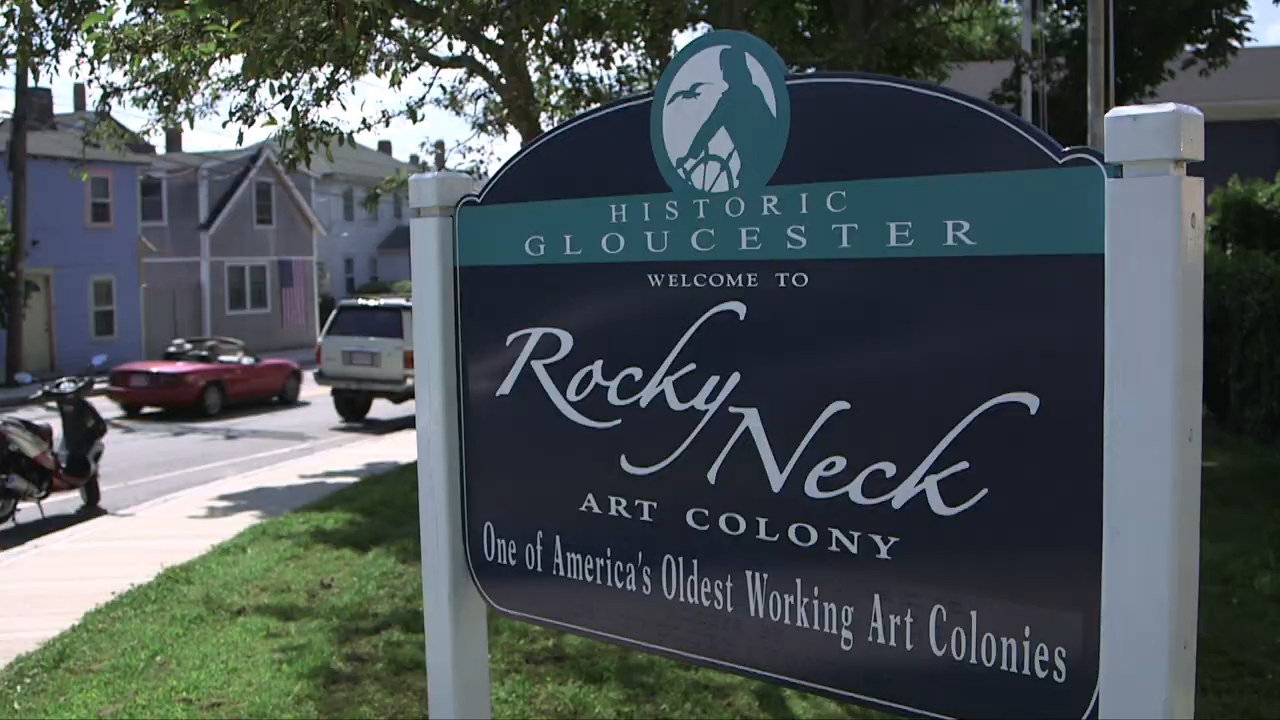 HISTORIC
GLOUCESTER
WELCOME TO
Rocky
Neck
ART COLONY
One of America's Oldest Working Art Colonies